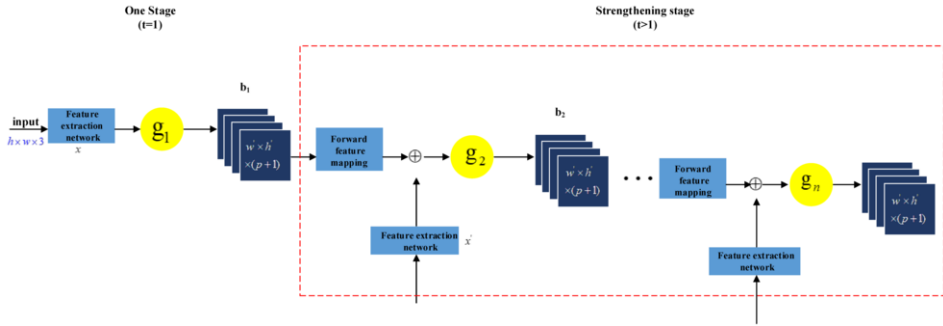 One Stage
(t=1)
Strengthening stage
(t>1)
b1
b2
input
h×w×3
Feature
extraction
network
x
g1
w'×h'
×(p+1)
Forward
feature
mapping
⊕
g2
w'×h'
×(p+1)
...
Forward
feature
mapping
⊕
gn
w'×h'
×(p+1)
Feature extraction
network
x'
Feature extraction
network